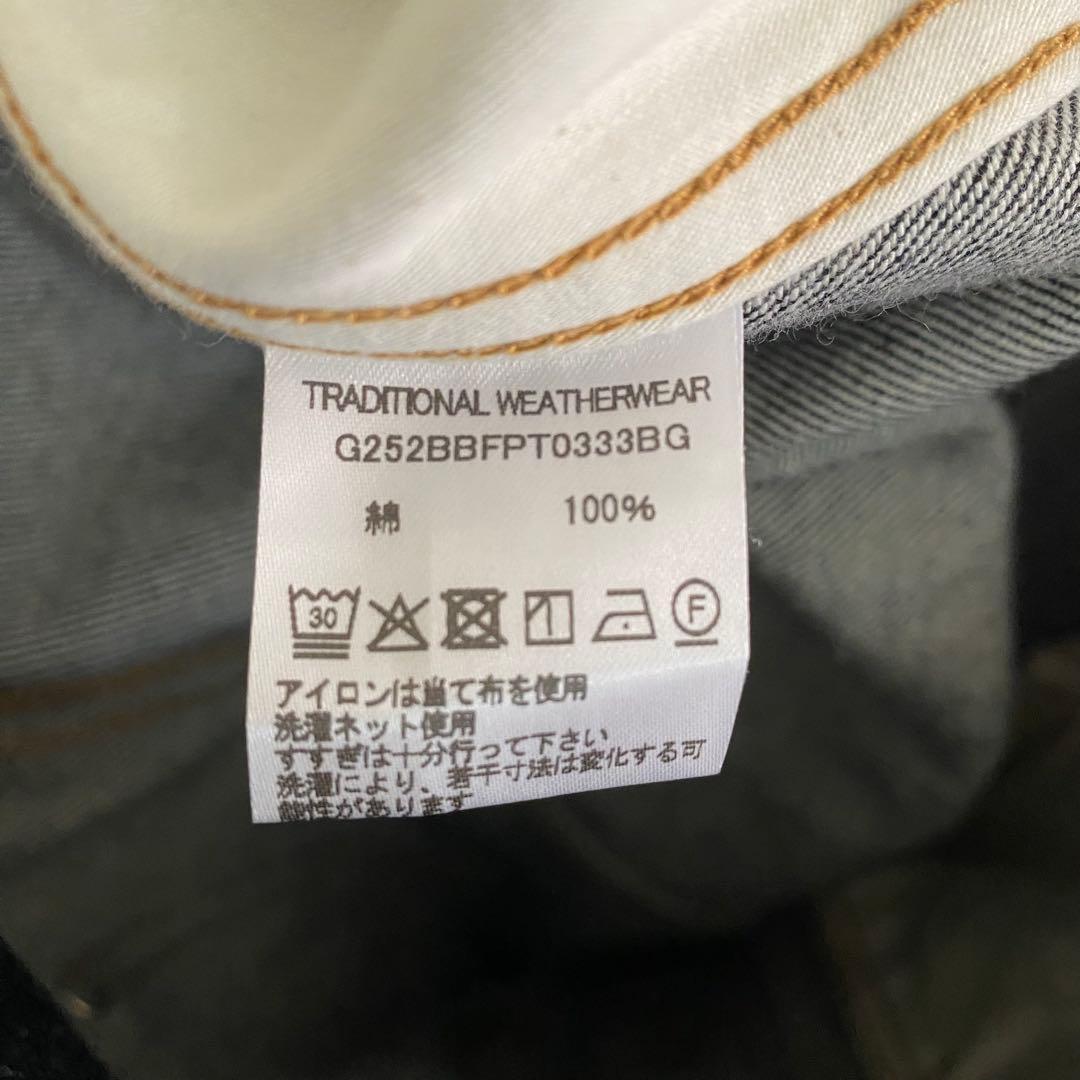 TRADITIONAL WEATHERWEAR
G252BBFPT0333BG
綿 100%
30 F
アイロンは当て布を使用
洗濯ネット使用
すすぎは十分行って下さい
洗濯により、若干寸法は変化する可
能性があります